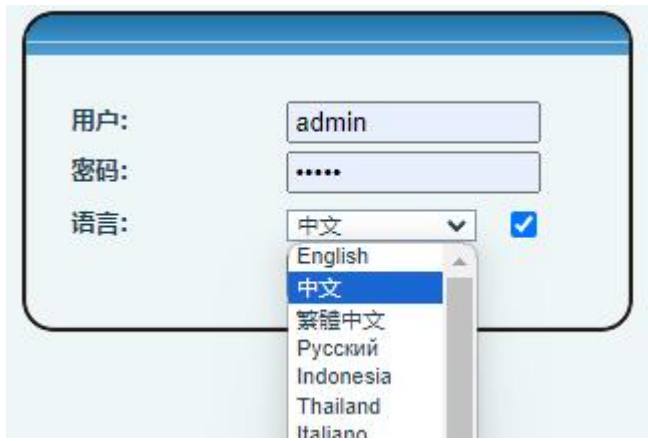 用户: admin
密码: •••••
语言: 中文
English
中文
繁體中文
Русский
Indonesia
Thailand
Italiano